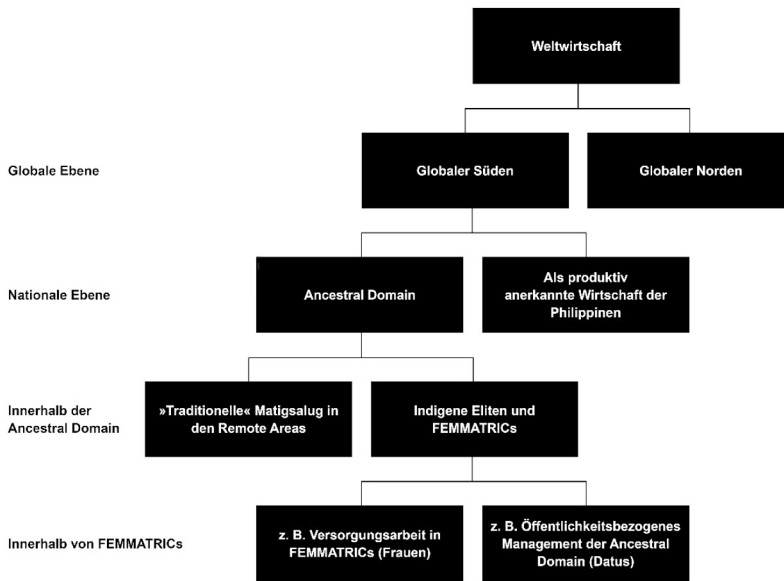 Weltwirtschaft
Globale Ebene
Globaler Süden
Globaler Norden
Nationale Ebene
Ancestral Domain
Als produktiv
anerkannte Wirtschaft der
Philippinen
Innerhalb der
Ancestral Domain
»Traditionelle« Matigsalug in
den Remote Areas
Indigene Eliten und
FEMMATRICs
Innerhalb von FEMMATRICs
z. B. Versorgungsarbeit in
FEMMATRICs (Frauen)
z. B. Öffentlichkeitsbezogenes
Management der Ancestral
Domain (Datus)